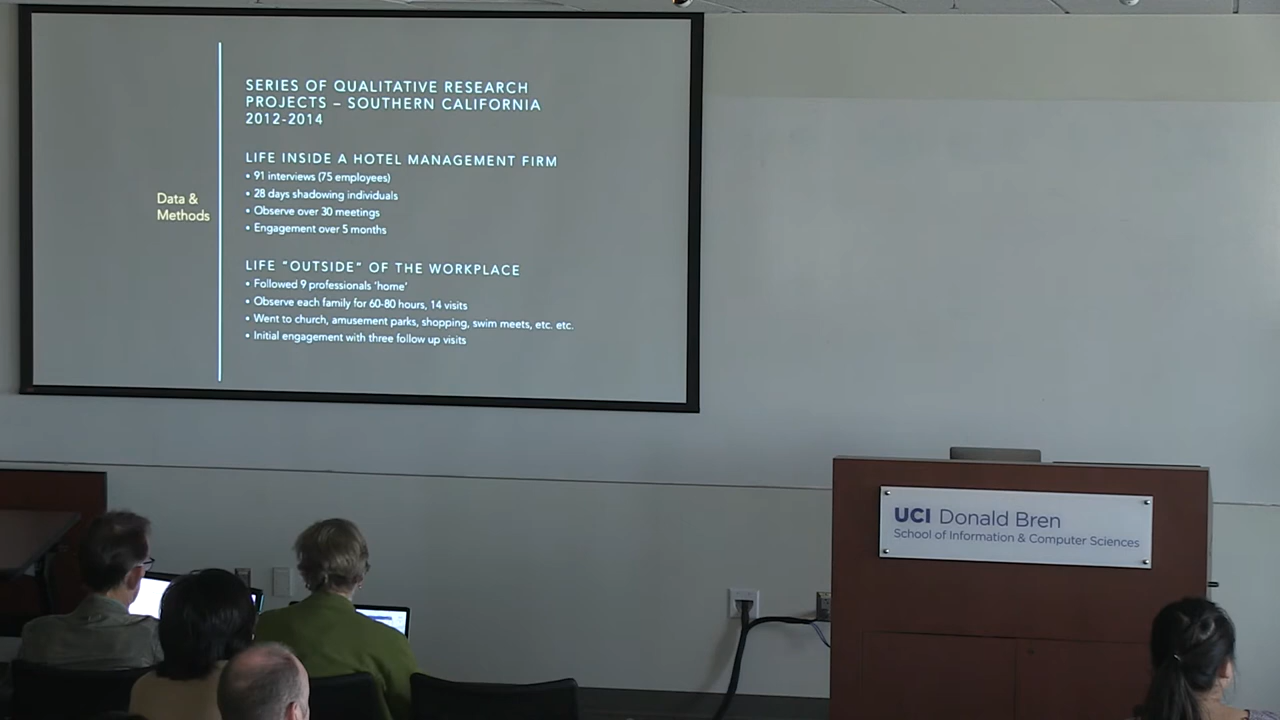 SERIES OF QUALITATIVE RESEARCH
PROJECTS – SOUTHERN CALIFORNIA
2012-2014
LIFE INSIDE A HOTEL MANAGEMENT FIRM
• 91 interviews (75 employees)
• 28 days shadowing individuals
• Observe over 30 meetings
• Engagement over 5 months
Data &
Methods
LIFE "OUTSIDE" OF THE WORKPLACE
• Followed 9 professionals 'home'
• Observe each family for 60-80 hours, 14 visits
• Went to church, amusement parks, shopping, swim meets, etc. etc.
• Initial engagement with three follow up visits
UCI Donald Bren
School of Information & Computer Sciences